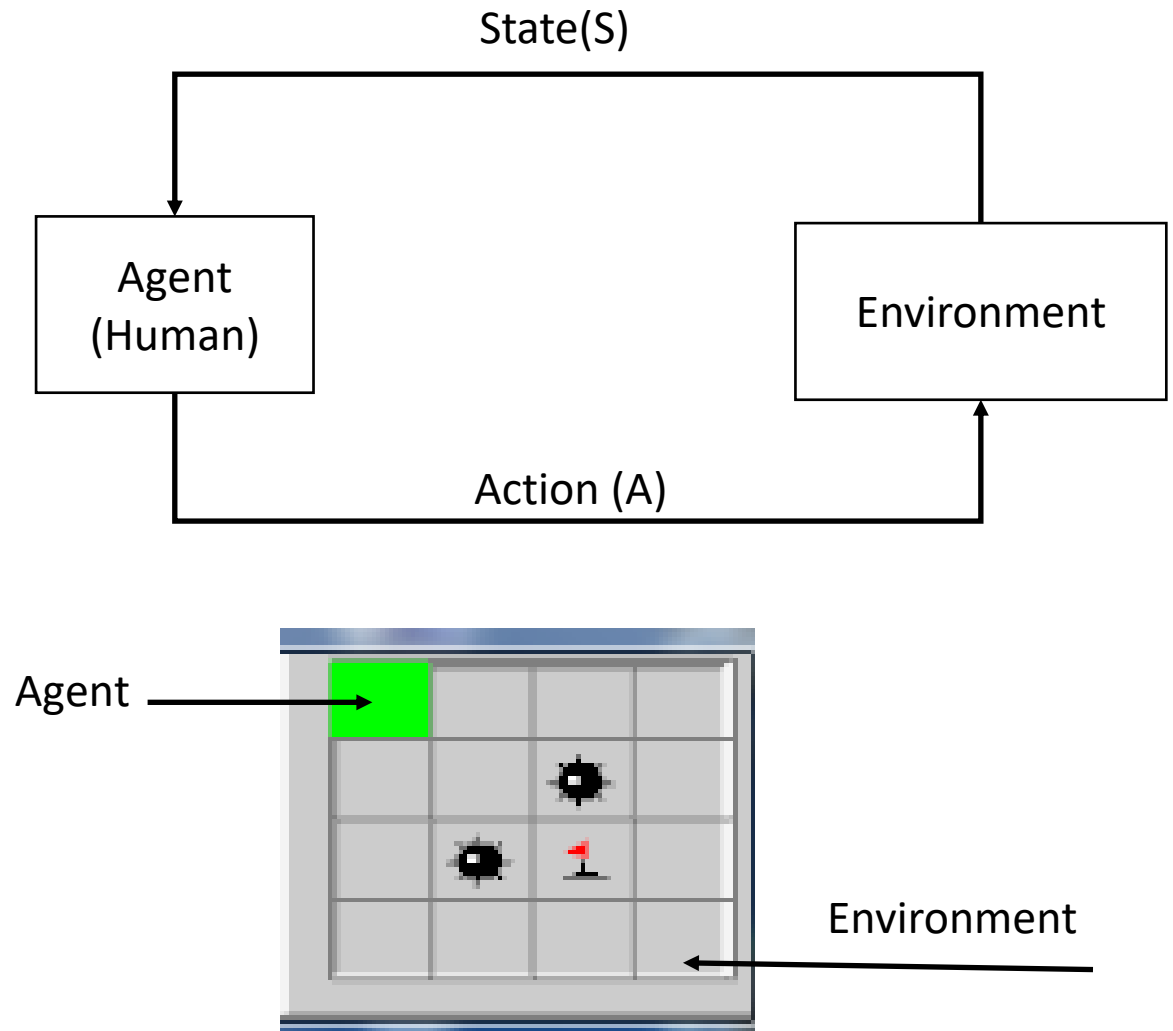 State(S)
Agent
(Human)
Environment
Action (A)
Agent
Environment